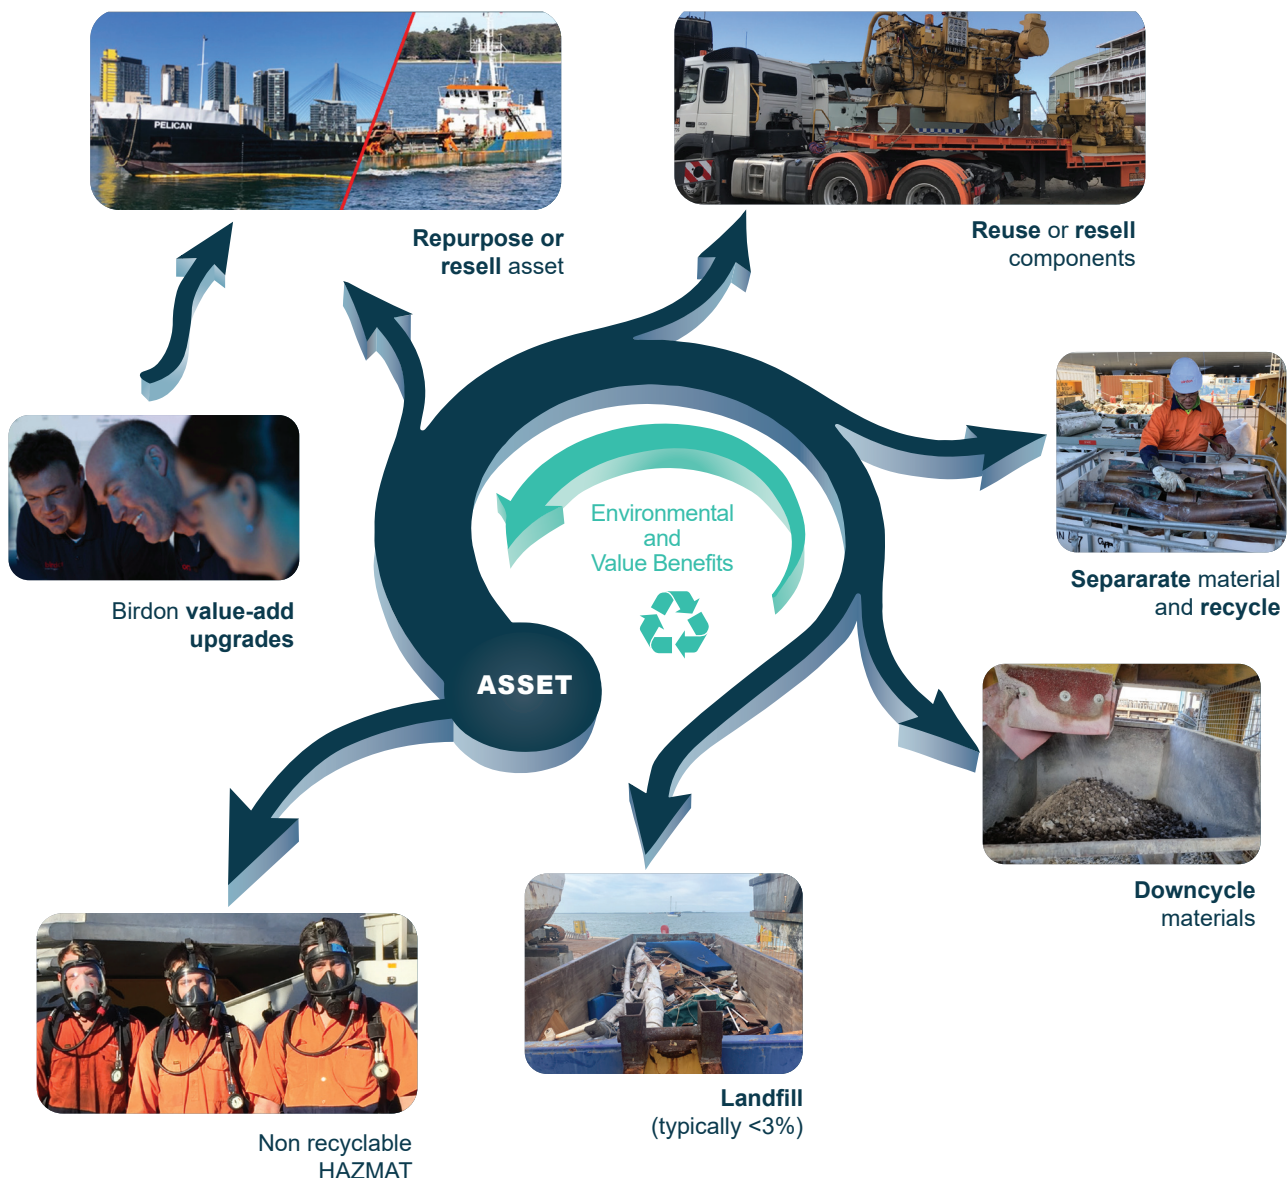 PELICAN
Repurpose or
resell asset
Reuse or resell
components
Birdon value-add
upgrades
Environmental
and
Value Benefits
ASSET
Separarate material
and recycle
Downcycle
materials
Landfill
(typically <3%)
Non recyclable
HAZMAT